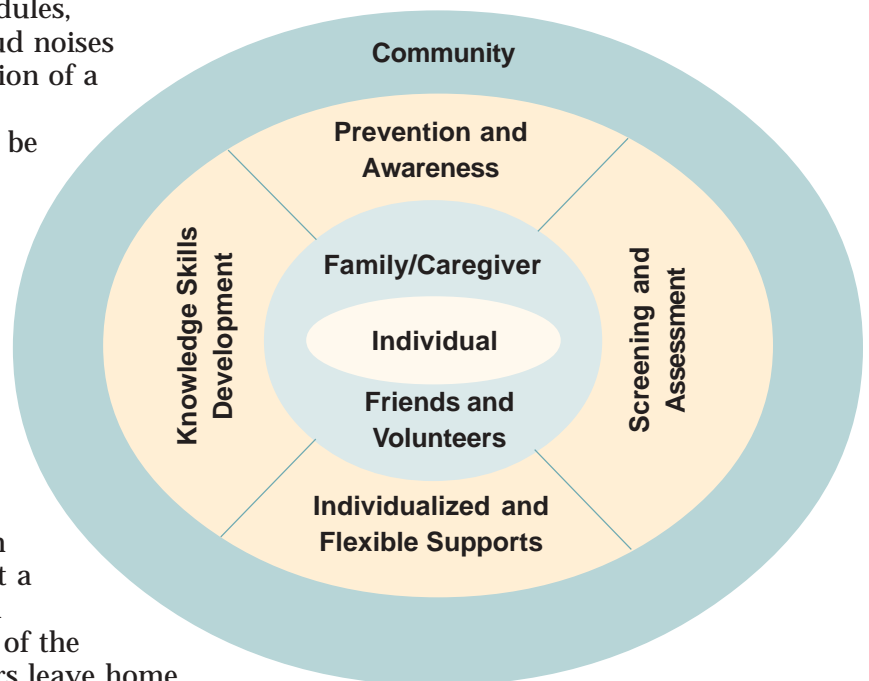 dules,
ud noises
ion of a
be
n
t a
of the
rs leave home
Community
Prevention and
Awareness
Knowledge Skills
Development
Family/Caregiver
Individual
Friends and
Volunteers
Screening and
Assessment
Individualized and
Flexible Supports